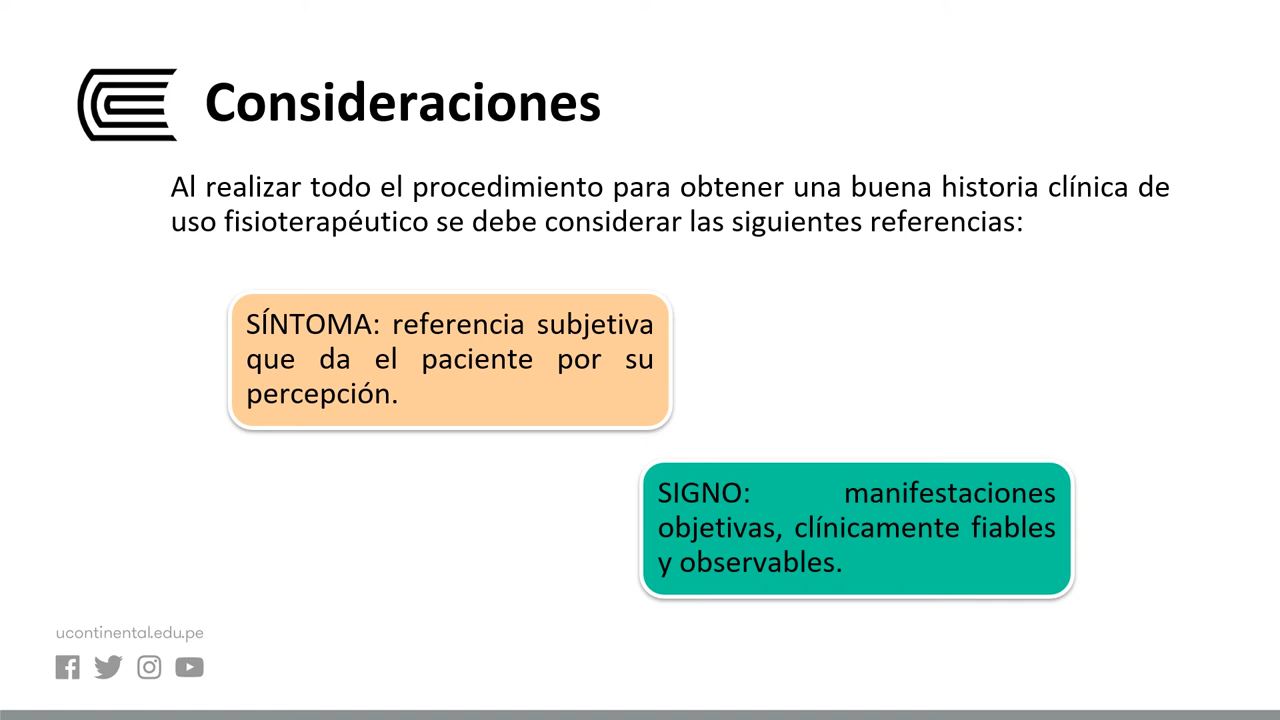 Consideraciones
Al realizar todo el procedimiento para obtener una buena historia clínica de
uso fisioterapéutico se debe considerar las siguientes referencias:
SÍNTOMA: referencia subjetiva
que da el paciente por su
percepción.
SIGNO: manifestaciones
objetivas, clínicamente fiables
y observables.
ucontinental.edu.pe